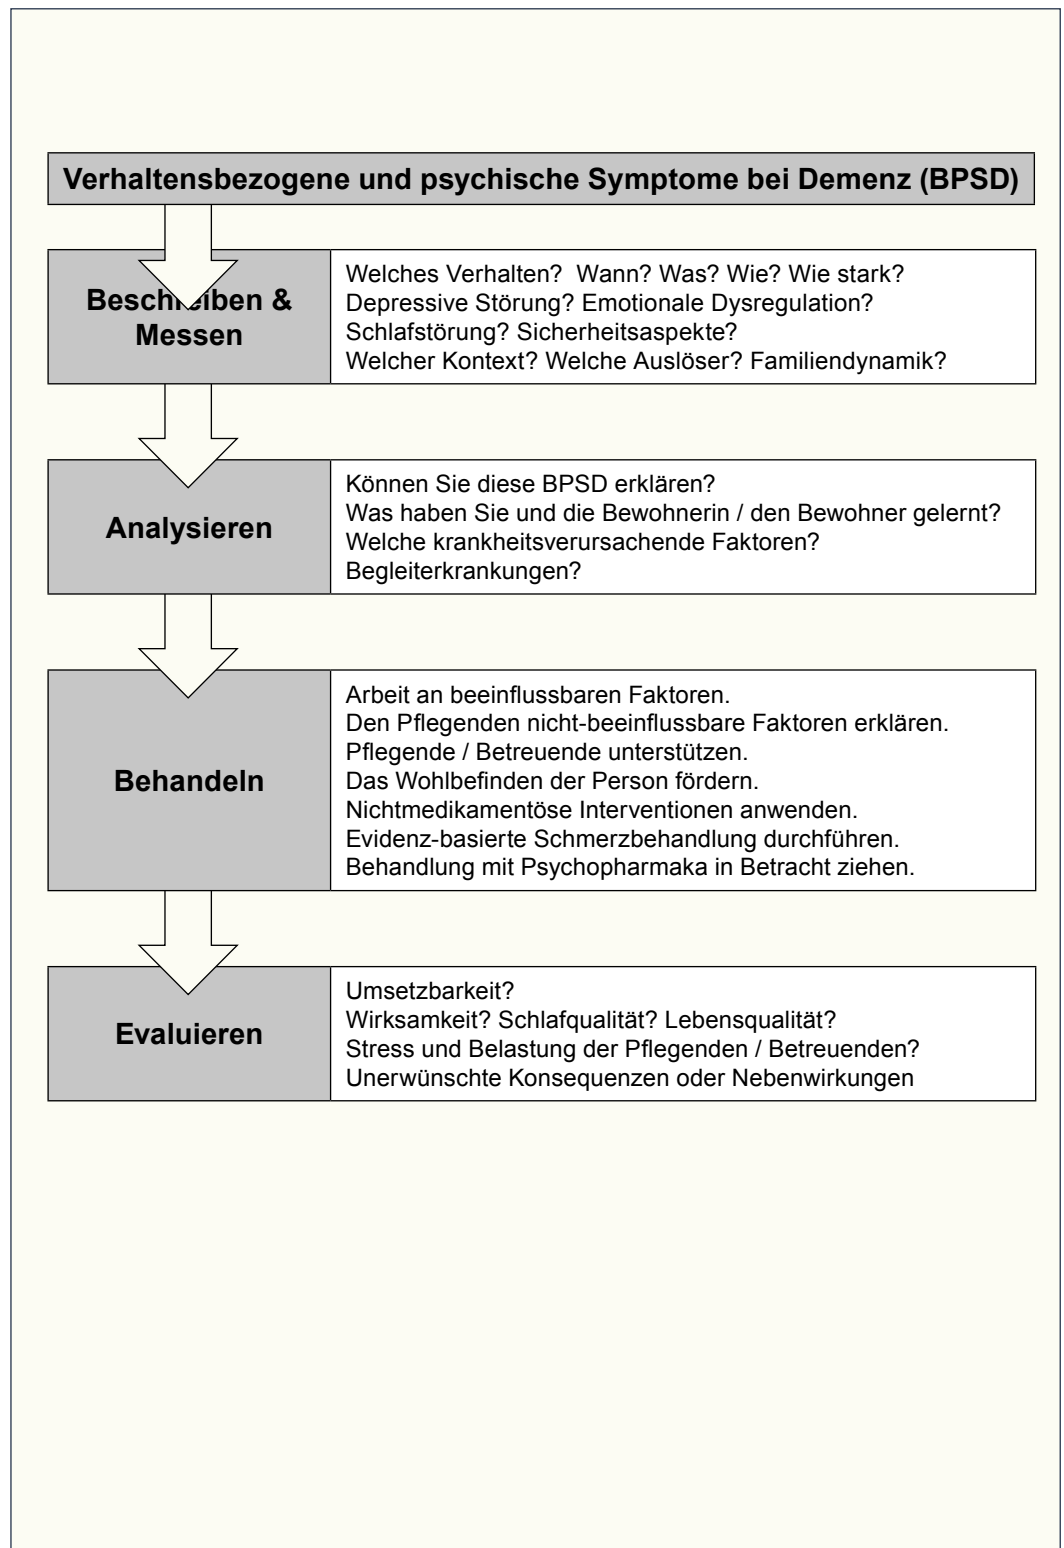 Verhaltensbezogene und psychische Symptome bei Demenz (BPSD)
Beschreiben &
Messen
Welches Verhalten?  Wann? Was? Wie? Wie stark?
Depressive Störung? Emotionale Dysregulation?
Schlafstörung? Sicherheitsaspekte?
Welcher Kontext? Welche Auslöser? Familiendynamik?
Analysieren
Können Sie diese BPSD erklären?
Was haben Sie und die Bewohnerin / den Bewohner gelernt?
Welche krankheitsverursachende Faktoren?
Begleiterkrankungen?
Behandeln
Arbeit an beeinflussbaren Faktoren.
Den Pflegenden nicht-beeinflussbare Faktoren erklären.
Pflegende / Betreuende unterstützen.
Das Wohlbefinden der Person fördern.
Nichtmedikamentöse Interventionen anwenden.
Evidenz-basierte Schmerzbehandlung durchführen.
Behandlung mit Psychopharmaka in Betracht ziehen.
Evaluieren
Umsetzbarkeit?
Wirksamkeit? Schlafqualität? Lebensqualität?
Stress und Belastung der Pflegenden / Betreuenden?
Unerwünschte Konsequenzen oder Nebenwirkungen